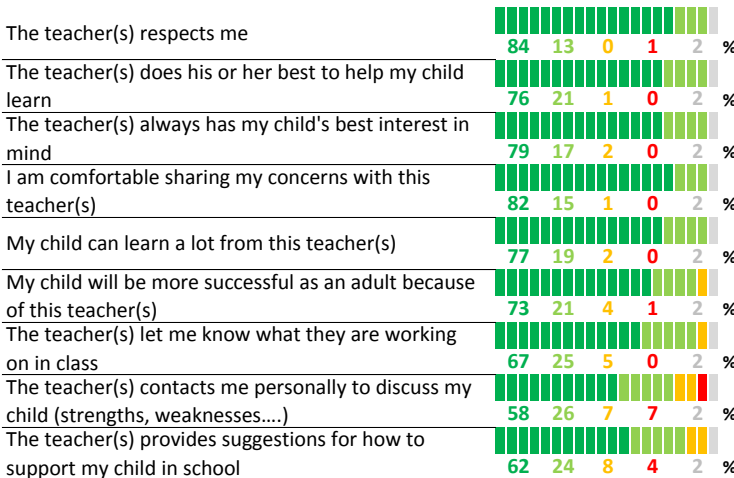 The teacher(s) respects me
84 13 0 1 2 %
The teacher(s) does his or her best to help my child
learn
76 21 1 0 2 %
The teacher(s) always has my child's best interest in
mind
79 17 2 0 2 %
I am comfortable sharing my concerns with this
teacher(s)
82 15 1 0 2 %
My child can learn a lot from this teacher(s)
77 19 2 0 2 %
My child will be more successful as an adult because
of this teacher(s)
73 21 4 1 2 %
The teacher(s) let me know what they are working
on in class
67 25 5 0 2 %
The teacher(s) contacts me personally to discuss my
child (strengths, weaknesses....)
58 26 7 7 2 %
The teacher(s) provides suggestions for how to
support my child in school
62 24 8 4 2 %